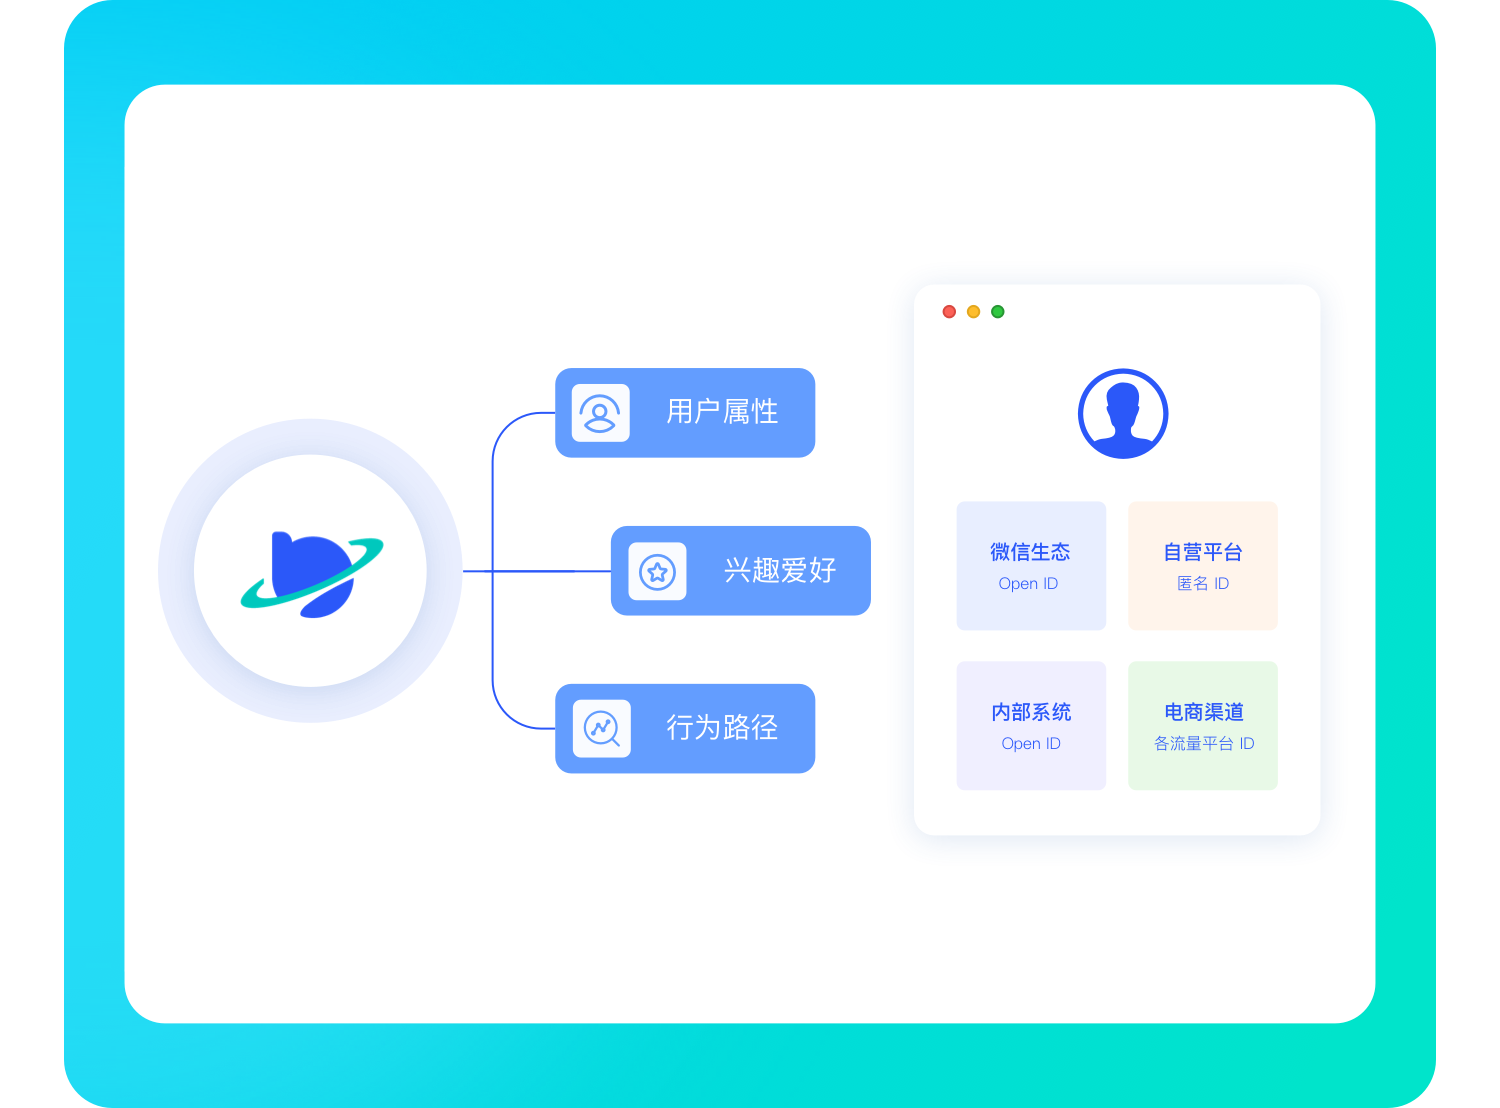 用户属性
兴趣爱好
行为路径
微信生态
Open ID
自营平台
匿名 ID
内部系统
Open ID
电商渠道
各流量平台 ID